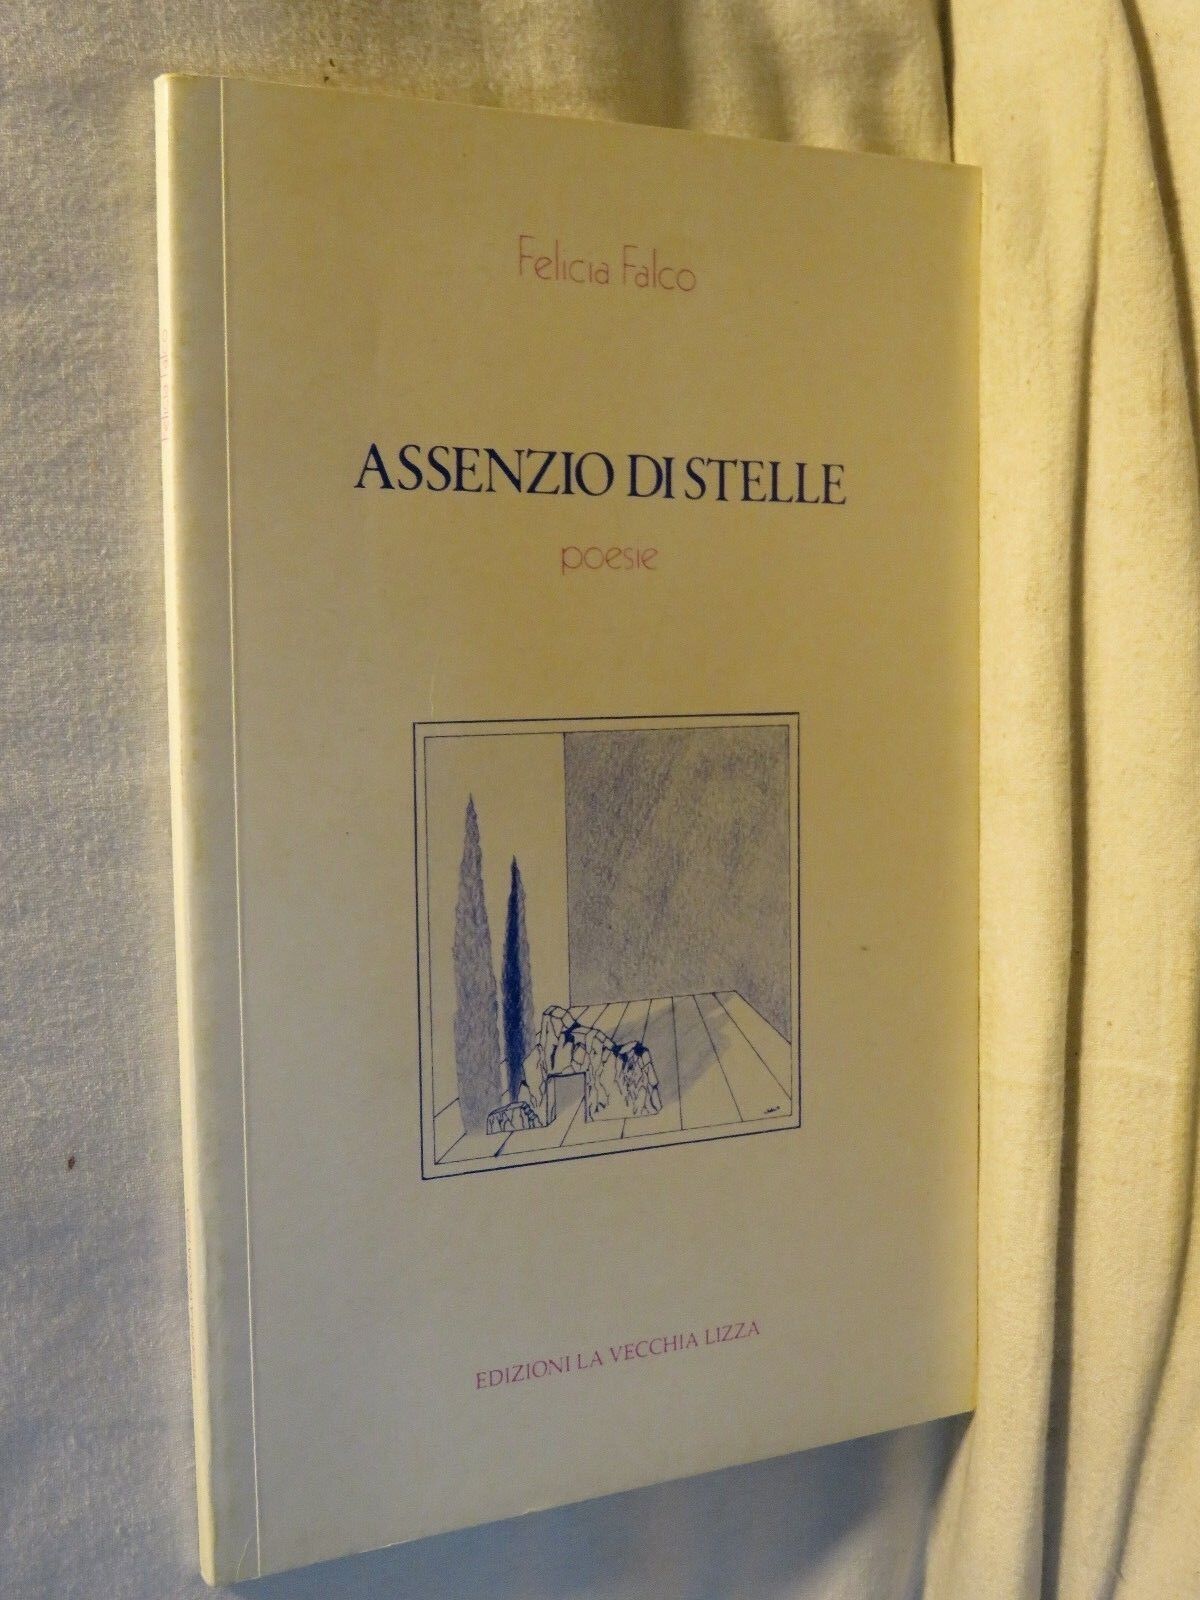 Felicia Falco
ASSENZIO DI STELLE
poesie
EDIZIONI LA VECCHIA LIZZA